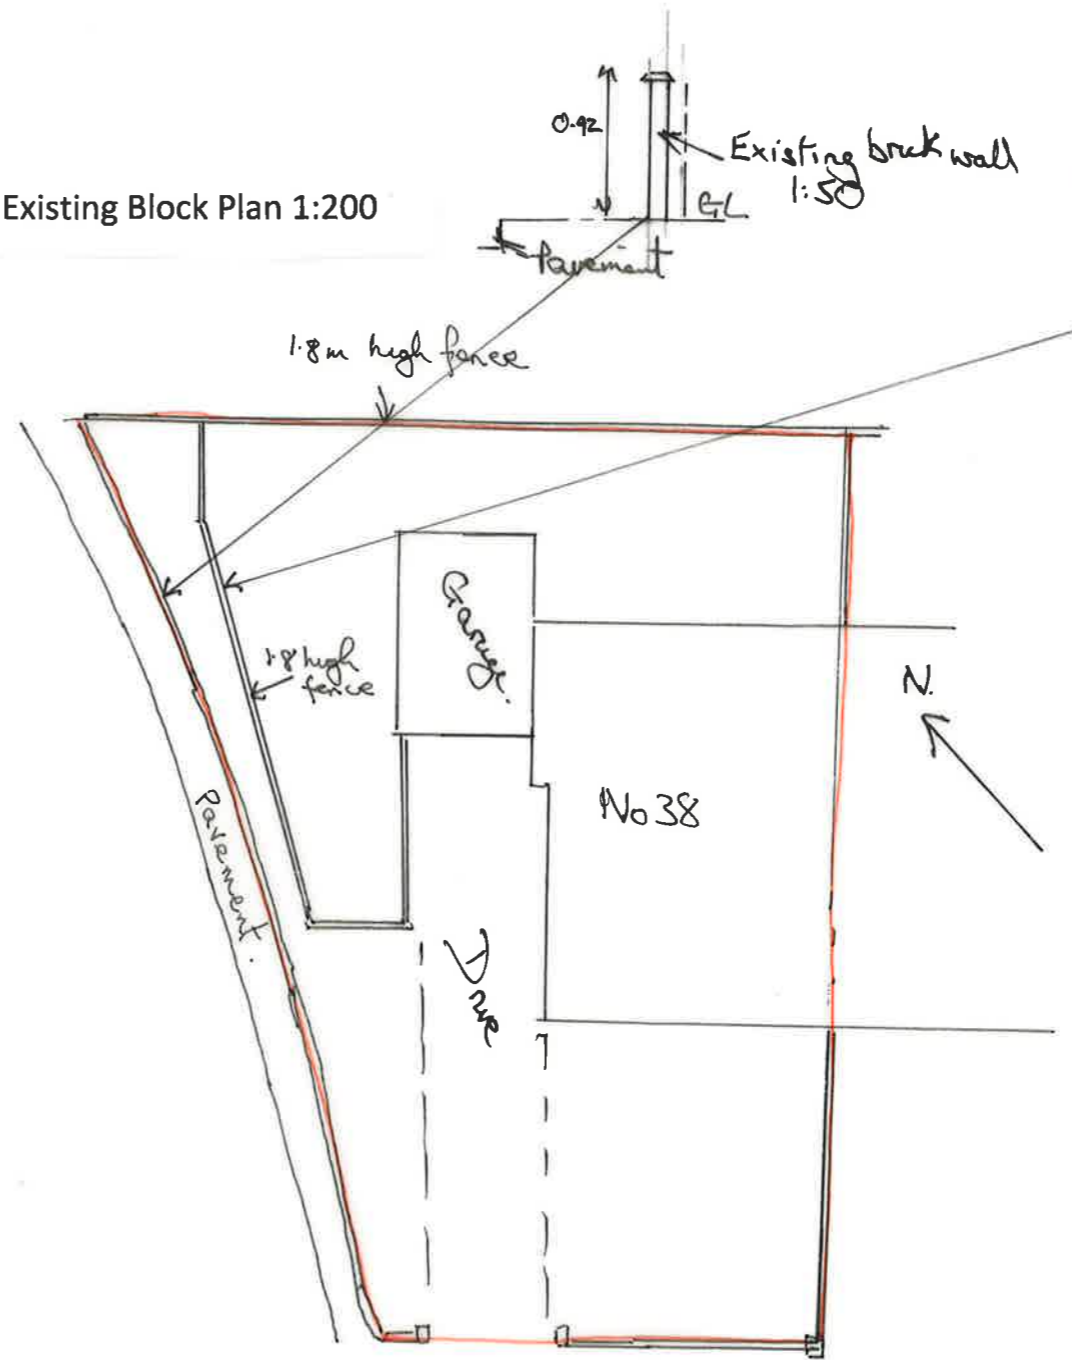 0.92
Existing brick wall
1:50
GL
Existing Block Plan 1:200
Pavement
1.8m high fence
Garage.
1.8 high
fence
N.
No 38
Pavement.
Drive